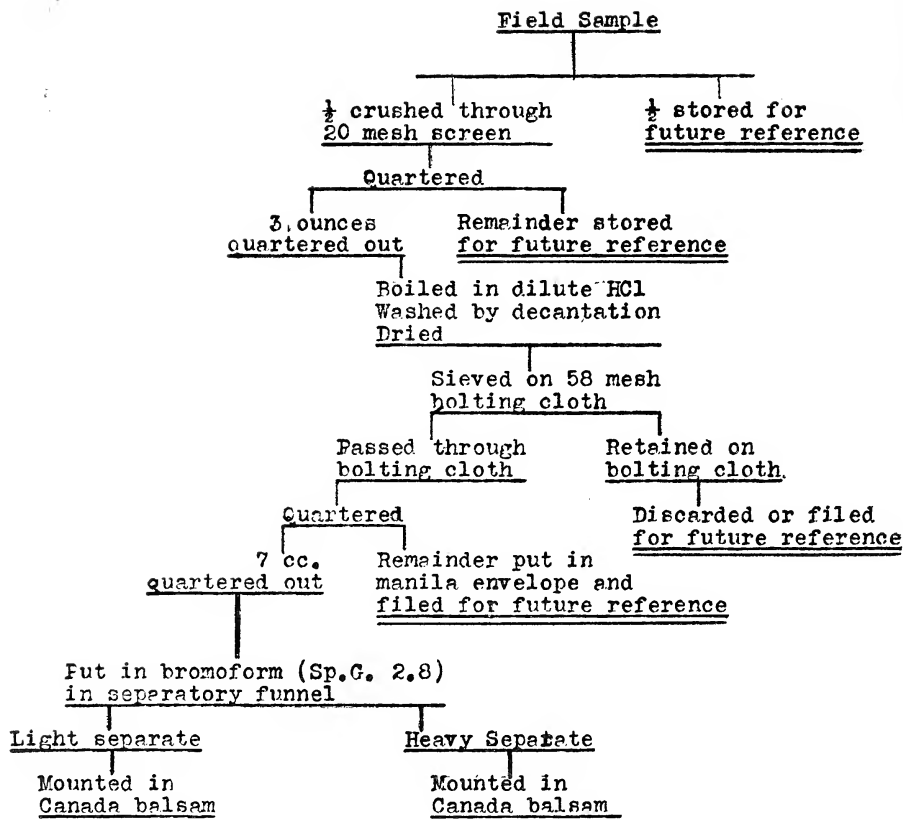 Field Sample
½ crushed through
20 mesh screen
½ stored for
future reference
Quartered
3 ounces
quartered out
Remainder stored
for future reference
Boiled in dilute HCl
Washed by decantation
Dried
Sieved on 58 mesh
bolting cloth
Passed through
bolting cloth
Retained on
bolting cloth.
Quartered
Discarded or filed
for future reference
7 cc.
quartered out
Remainder put in
manila envelope and
filed for future reference
Put in bromoform (Sp.G. 2.8)
in separatory funnel
Light separate
Heavy Separate
Mounted in
Canada balsam
Mounted in
Canada balsam